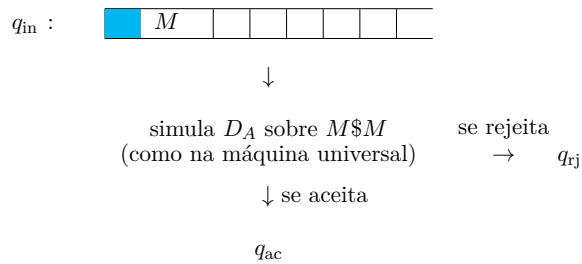 q_in : M
↓
simula D_A sobre M$M se rejeita
(como na máquina universal) → q_rj
↓ se aceita
q_ac